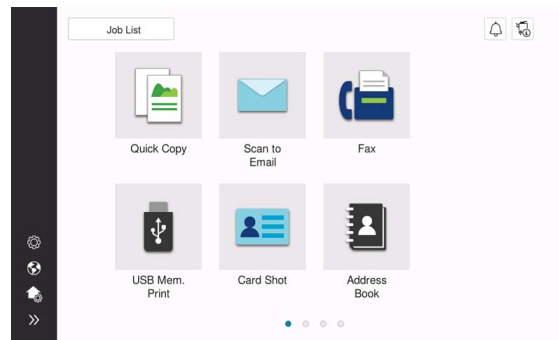 Job List
Quick Copy
Scan to
Email
Fax
USB Mem.
Print
Card Shot
Address
Book